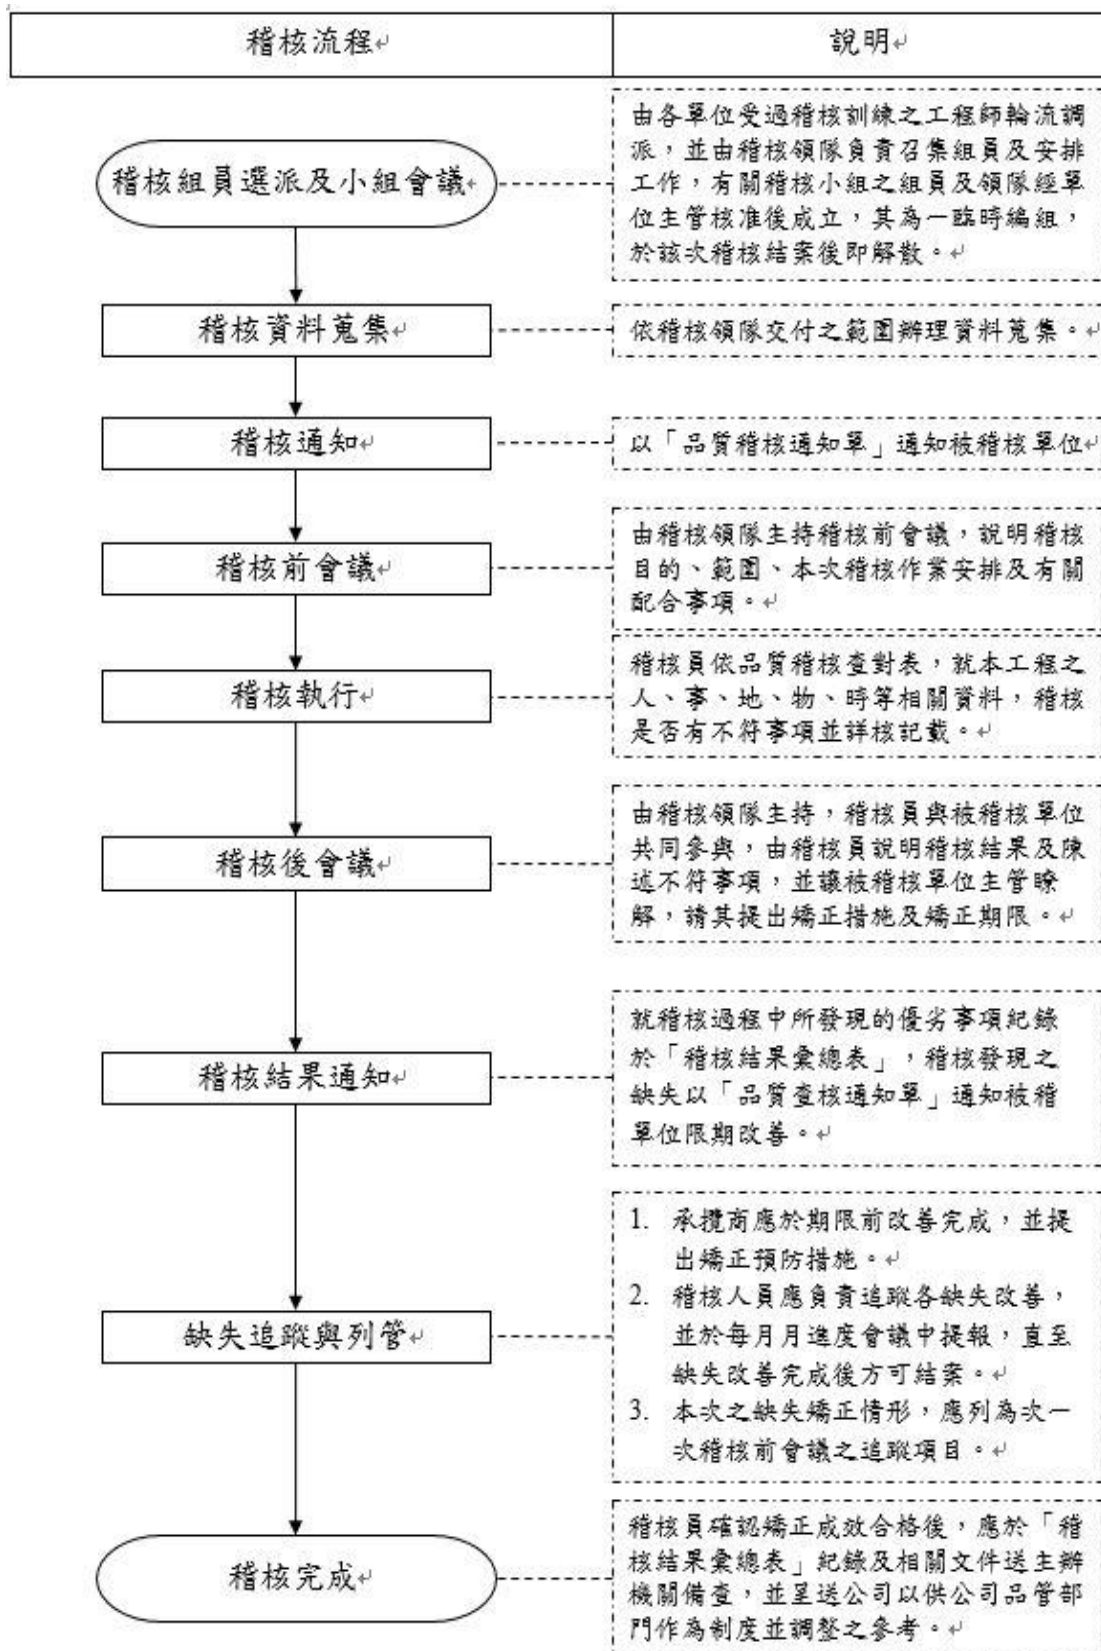 稽核流程
說明
稽核組員選派及小組會議
由各單位受過稽核訓練之工程師輪流調
派，並由稽核領隊負責召集組員及安排
工作，有關稽核小組之組員及領隊經單
位主管核准後成立，其為一臨時編組，
於該次稽核結案後即解散。
稽核資料蒐集
依稽核領隊交付之範圍辦理資料蒐集。
稽核通知
以「品質稽核通知單」通知被稽核單位
稽核前會議
由稽核領隊主持稽核前會議，說明稽核
目的、範圍、本次稽核作業安排及有關
配合事項。
稽核執行
稽核員依品質稽核查對表，就本工程之
人、事、地、物、時等相關資料，稽核
是否有不符事項並詳核記載。
稽核後會議
由稽核領隊主持，稽核員與被稽核單位
共同參與，由稽核員說明稽核結果及陳
述不符事項，並讓被稽核單位主管瞭
解，請其提出矯正措施及矯正期限。
稽核結果通知
就稽核過程中所發現的優劣事項紀錄
於「稽核結果彙總表」，稽核發現之
缺失以「品質查核通知單」通知被稽
單位限期改善。
缺失追蹤與列管
1. 承攬商應於期限前改善完成，並提
出矯正預防措施。
2. 稽核人員應負責追蹤各缺失改善，
並於每月月進度會議中提報，直至
缺失改善完成後方可結案。
3. 本次之缺失矯正情形，應列為次一
次稽核前會議之追蹤項目。
稽核完成
稽核員確認矯正成效合格後，應於「稽
核結果彙總表」紀錄及相關文件送主辦
機關備查，並呈送公司以供公司品管部
門作為制度並調整之參考。